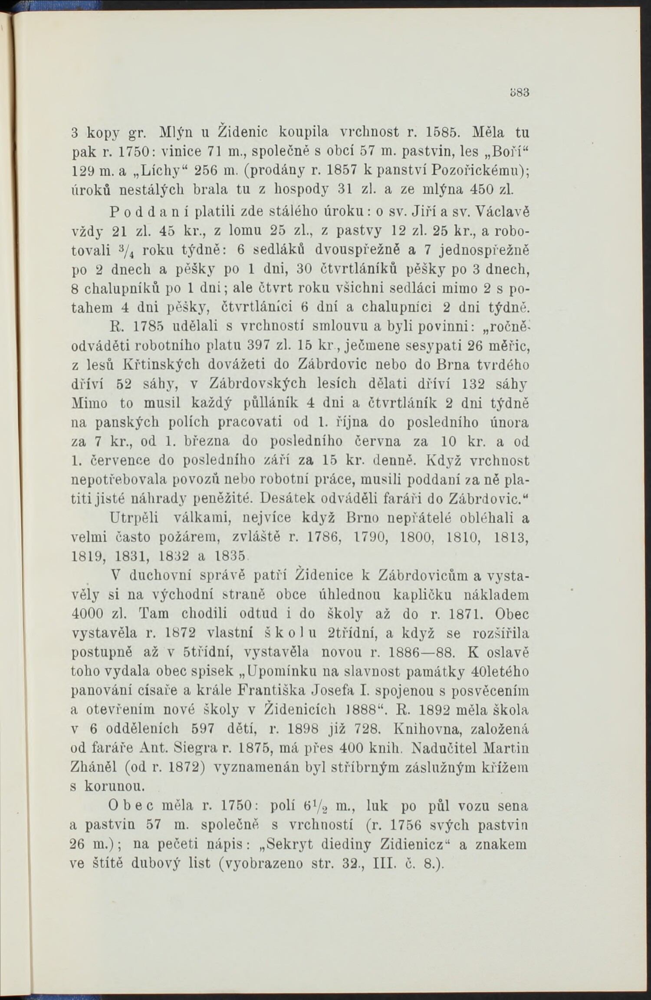 383
3 kopy gr. Mlýn u Židenic koupila vrchnost r. 1585. Měla tu
pak r. 1750: vinice 71 m., společně s obcí 57 m. pastvin, les „Boří“
129 m. a „Líchy“ 256 m. (prodány r. 1857 k panství Pozořickému);
úroků nestálých brala tu z hospody 31 zl. a ze mlýna 450 zl.
Poddaní platili zde stálého úroku: o sv. Jiří a sv. Václavě
vždy 21 zl. 45 kr., z lomu 25 zl., z pastvy 12 zl. 25 kr., a robo-
tovali 3/4 roku týdně: 6 sedláků dvouspřežně a 7 jednospřežně
po 2 dnech a pěšky po 1 dni, 30 čtvrtláníků pěšky po 3 dnech,
8 chalupníků po 1 dni; ale čtvrt roku všichni sedláci mimo 2 s po-
tahem 4 dni pěšky, čtvrtláníci 6 dní a chalupníci 2 dni týdně.
R. 1785 udělali s vrchností smlouvu a byli povinni: „ročně
odváděti robotního platu 397 zl. 15 kr., ječmene sesypati 26 měřic,
z lesů Křtinských dovážeti do Zábrdovic nebo do Brna tvrdého
dříví 52 sáhy, v Zábrdovských lesích dělati dříví 132 sáhy
Mimo to musil každý půlláník 4 dni a čtvrtláník 2 dni týdně
na panských polích pracovati od 1. října do posledního února
za 7 kr., od 1. března do posledního června za 10 kr. a od
1. července do posledního září za 15 kr. denně. Když vrchnost
nepotřebovala povozů nebo robotní práce, musili poddaní za ně pla-
titi jisté náhrady peněžité. Desátek odváděli faráři do Zábrdovic.“
Utrpěli válkami, nejvíce když Brno nepřátelé obléhali a
velmi často požárem, zvláště r. 1786, 1790, 1800, 1810, 1813,
1819, 1831, 1832 a 1835.
V duchovní správě patří Židenice k Zábrdovicům a vysta-
věly si na východní straně obce úhlednou kapličku nákladem
4000 zl. Tam chodili odtud i do školy až do r. 1871. Obec
vystavěla r. 1872 vlastní školu 2třídní, a když se rozšířila
postupně až v 5třídní, vystavěla novou r. 1886—88. K oslavě
toho vydala obec spisek „Upomínku na slavnost památky 40letého
panování císaře a krále Františka Josefa I. spojenou s posvěcením
a otevřením nové školy v Židenicích 1888“. R. 1892 měla škola
v 6 odděleních 597 dětí, r. 1898 již 728. Knihovna, založená
od faráře Ant. Siegra r. 1875, má přes 400 knih. Nadučitel Martin
Zháněl (od r. 1872) vyznamenán byl stříbrným záslužným křížem
s korunou.
Obec měla r. 1750: polí 6 1/2 m., luk po půl vozu sena
a pastvin 57 m. společně s vrchností (r. 1756 svých pastvin
26 m.); na pečeti nápis: „Sekryt diediny Zidienicz“ a znakem
ve štítě dubový list (vyobrazeno str. 32., III. č. 8.).